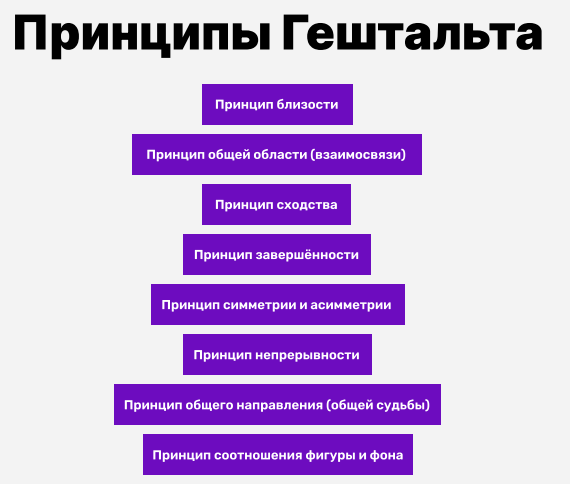 Принципы Гештальта
Принцип близости
Принцип общей области (взаимосвязи)
Принцип сходства
Принцип завершённости
Принцип симметрии и асимметрии
Принцип непрерывности
Принцип общего направления (общей судьбы)
Принцип соотношения фигуры и фона